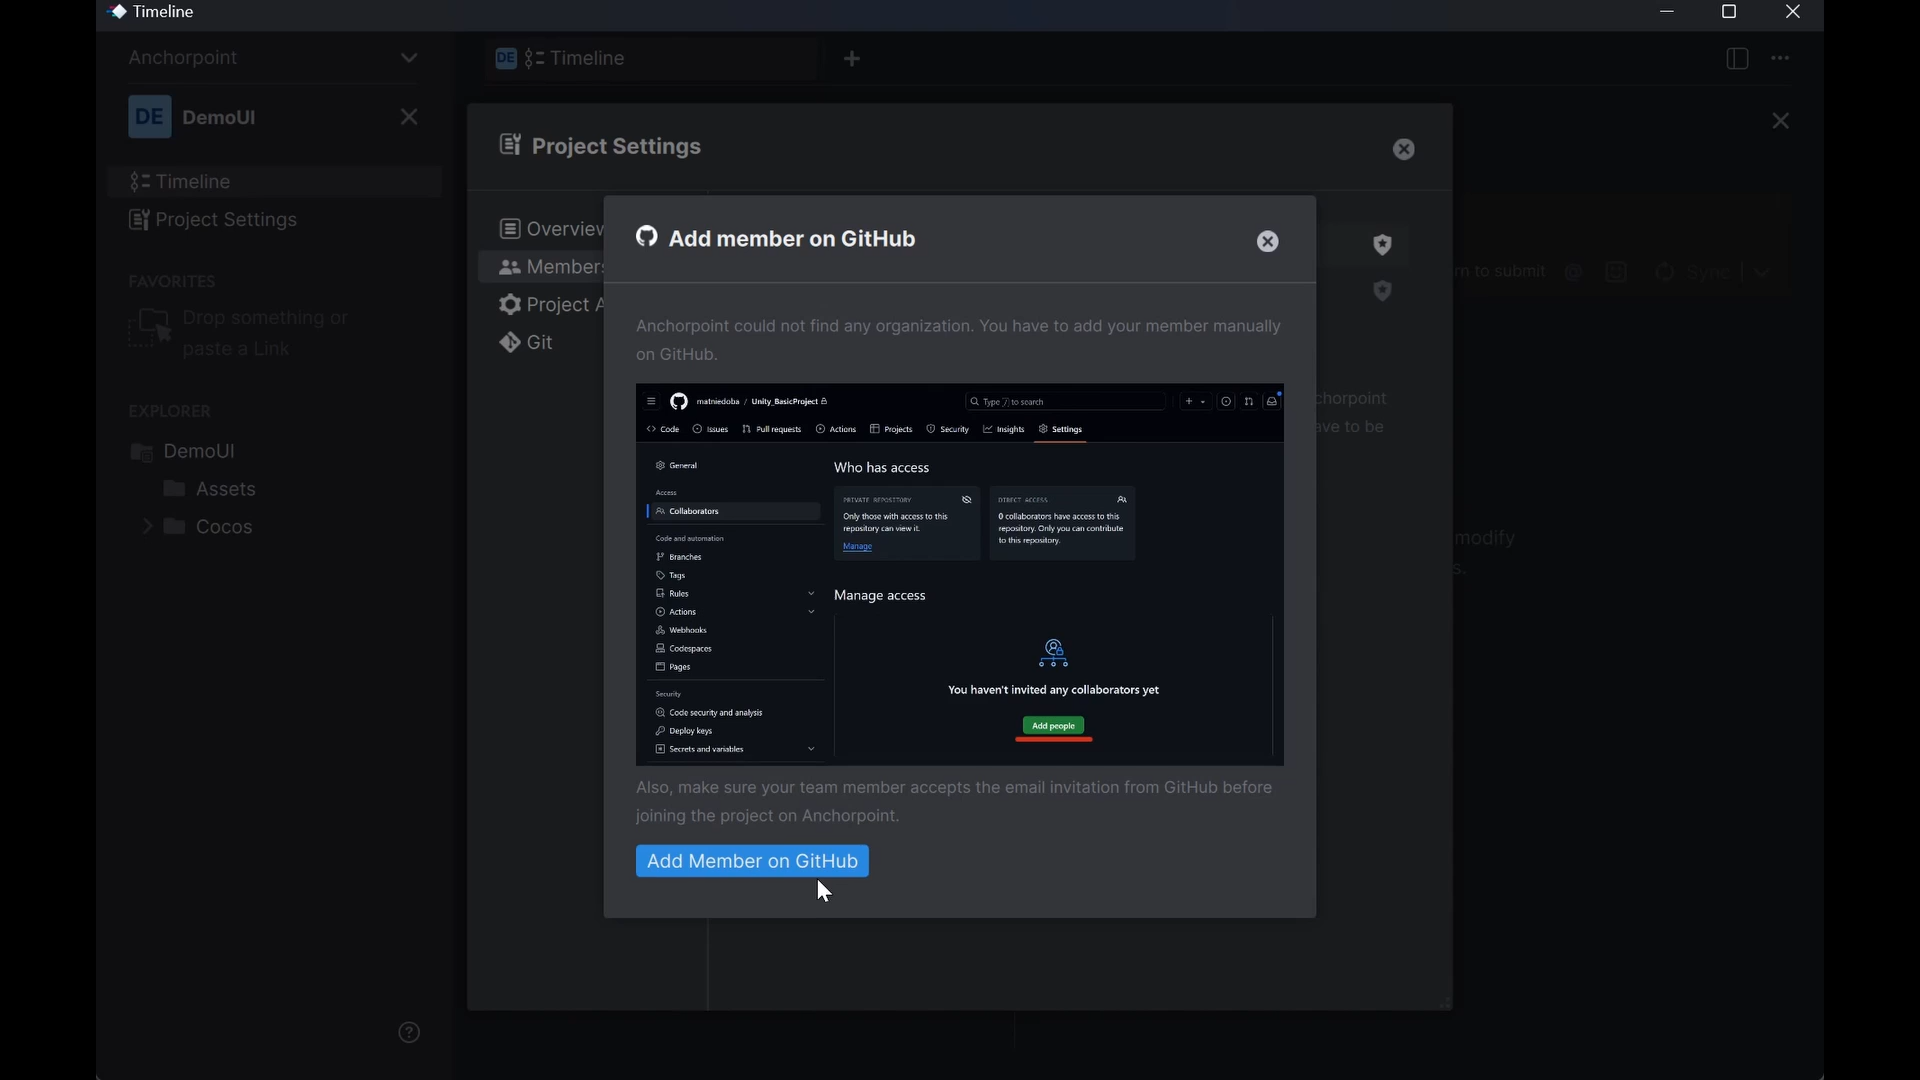 Timeline
Anchorpoint
DE Timeline
DE DemoUI
Timeline
Project Settings
FAVORITES
Drop something or
paste a Link
EXPLORER
DemoUI
Assets
Cocos
Project Settings
Overview
Members
Project A
Git
to submit
Sync
chorpoint
ave to be
modify
s.
Add member on GitHub
Anchorpoint could not find any organization. You have to add your member manually
on GitHub.
matniedoba / Unity_BasicProject
Type / to search
Code Issues Pull requests Actions Projects Security Insights Settings
General
Access
Collaborators
Code and automation
Branches
Tags
Rules
Actions
Webhooks
Codespaces
Pages
Security
Code security and analysis
Deploy keys
Secrets and variables
Who has access
PRIVATE REPOSITORY
Only those with access to this
repository can view it.
Manage
DIRECT ACCESS
0 collaborators have access to this
repository. Only you can contribute
to this repository.
Manage access
You haven't invited any collaborators yet
Add people
Also, make sure your team member accepts the email invitation from GitHub before
joining the project on Anchorpoint.
Add Member on GitHub